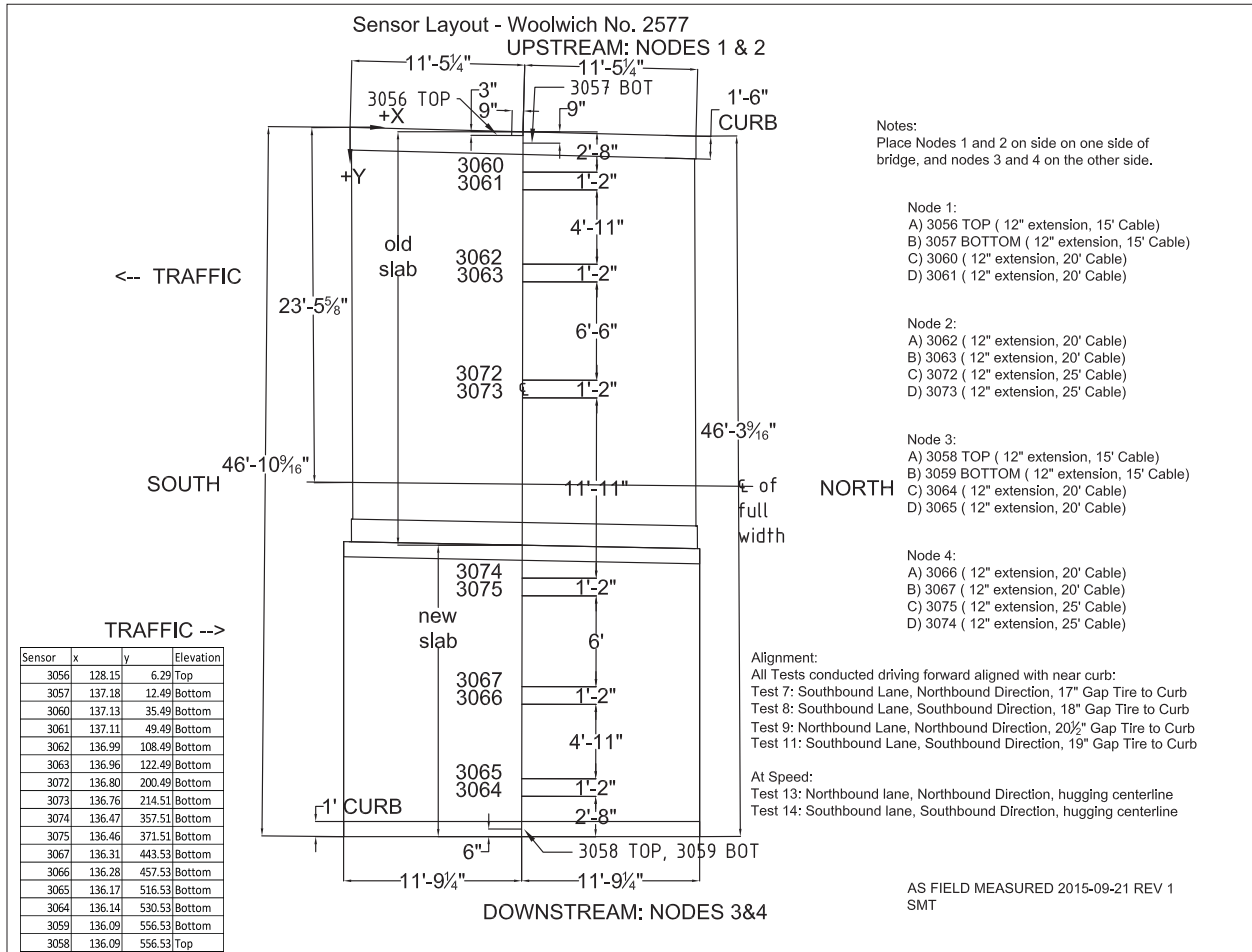 Sensor Layout - Woolwich No. 2577
UPSTREAM: NODES 1 & 2
11'-5¼"
11'-5¼"
3"
3057 BOT
3056 TOP
9"
9"
1'-6"
CURB
+X
+Y
2'-8"
3060
3061
1'-2"
4'-11"
old
slab
3062
3063
1'-2"
<-- TRAFFIC
23'-5⅝"
6'-6"
3072
3073
℄
1'-2"
46'-3⁹⁄₁₆"
46'-10⁹⁄₁₆"
SOUTH
11'-11"
℄ of
full
width
NORTH
3074
3075
1'-2"
new
slab
6'
TRAFFIC -->
3067
3066
1'-2"
4'-11"
3065
3064
1'-2"
1' CURB
2'-8"
6"
3058 TOP, 3059 BOT
11'-9¼"
11'-9¼"
DOWNSTREAM: NODES 3&4
Sensor x y Elevation
3056 128.15 6.29 Top
3057 137.18 12.49 Bottom
3060 137.13 35.49 Bottom
3061 137.11 49.49 Bottom
3062 136.99 108.49 Bottom
3063 136.96 122.49 Bottom
3072 136.80 200.49 Bottom
3073 136.76 214.51 Bottom
3074 136.47 357.51 Bottom
3075 136.46 371.51 Bottom
3067 136.31 443.53 Bottom
3066 136.28 457.53 Bottom
3065 136.17 516.53 Bottom
3064 136.14 530.53 Bottom
3059 136.09 556.53 Bottom
3058 136.09 556.53 Top
Notes:
Place Nodes 1 and 2 on side on one side of
bridge, and nodes 3 and 4 on the other side.
Node 1:
A) 3056 TOP ( 12" extension, 15' Cable)
B) 3057 BOTTOM ( 12" extension, 15' Cable)
C) 3060 ( 12" extension, 20' Cable)
D) 3061 ( 12" extension, 20' Cable)
Node 2:
A) 3062 ( 12" extension, 20' Cable)
B) 3063 ( 12" extension, 20' Cable)
C) 3072 ( 12" extension, 25' Cable)
D) 3073 ( 12" extension, 25' Cable)
Node 3:
A) 3058 TOP ( 12" extension, 15' Cable)
B) 3059 BOTTOM ( 12" extension, 15' Cable)
C) 3064 ( 12" extension, 20' Cable)
D) 3065 ( 12" extension, 20' Cable)
Node 4:
A) 3066 ( 12" extension, 20' Cable)
B) 3067 ( 12" extension, 20' Cable)
C) 3075 ( 12" extension, 25' Cable)
D) 3074 ( 12" extension, 25' Cable)
Alignment:
All Tests conducted driving forward aligned with near curb:
Test 7: Southbound Lane, Northbound Direction, 17" Gap Tire to Curb
Test 8: Southbound Lane, Southbound Direction, 18" Gap Tire to Curb
Test 9: Northbound Lane, Northbound Direction, 20½" Gap Tire to Curb
Test 11: Southbound Lane, Southbound Direction, 19" Gap Tire to Curb
At Speed:
Test 13: Northbound lane, Northbound Direction, hugging centerline
Test 14: Southbound lane, Southbound Direction, hugging centerline
AS FIELD MEASURED 2015-09-21 REV 1
SMT